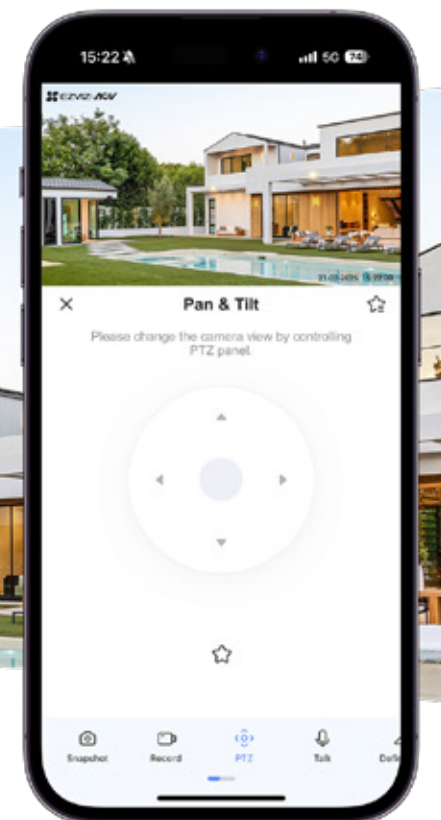 15:22
5G 74
EZVIZ
Pan & Tilt
Please change the camera view by controlling
PTZ panel.
Snapshot
Record
PTZ
Talk